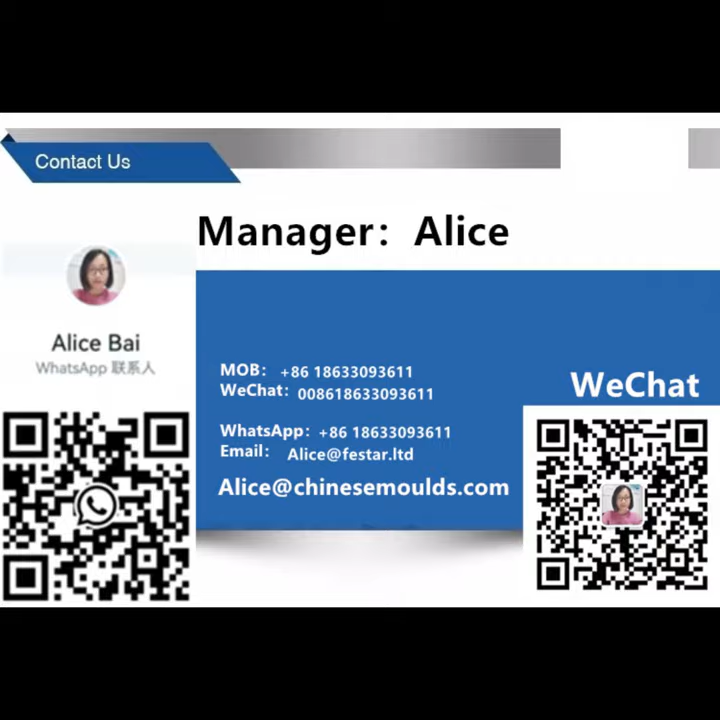 Contact Us
Manager: Alice
Alice Bai
WhatsApp 联系人
MOB: +86 18633093611
WeChat: 008618633093611
WhatsApp: +86 18633093611
Email: Alice@festar.ltd
Alice@chinesemoulds.com
WeChat